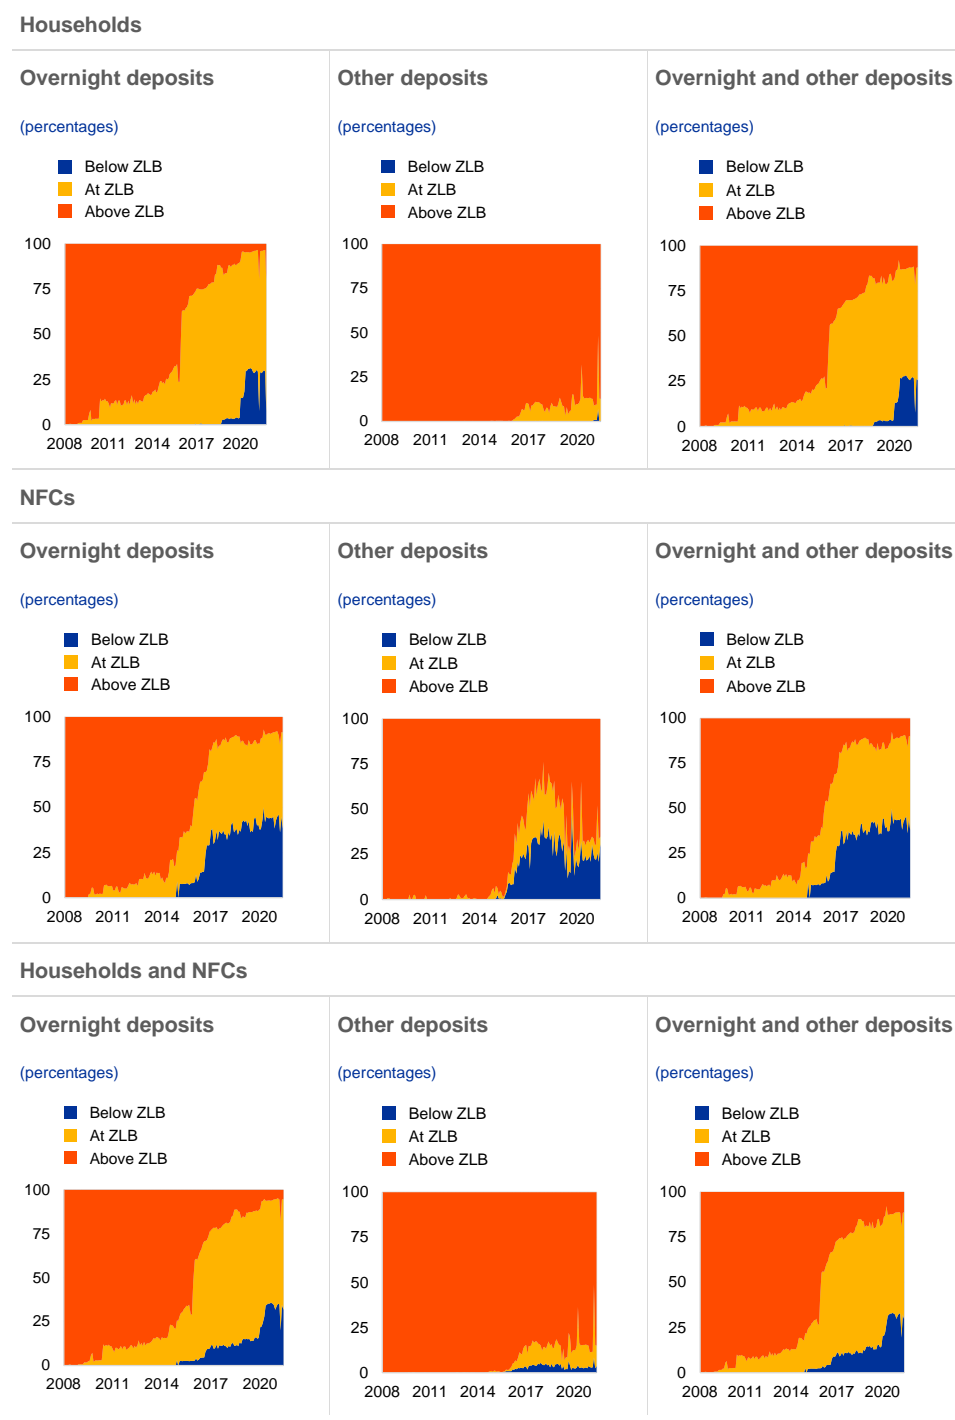 Households
Overnight deposits
Other deposits
Overnight and other deposits
(percentages)
(percentages)
(percentages)
Below ZLB
At ZLB
Above ZLB
Below ZLB
At ZLB
Above ZLB
Below ZLB
At ZLB
Above ZLB
100
75
50
25
0
2008 2011 2014 2017 2020
100
75
50
25
0
2008 2011 2014 2017 2020
100
75
50
25
0
2008 2011 2014 2017 2020
NFCs
Overnight deposits
Other deposits
Overnight and other deposits
(percentages)
(percentages)
(percentages)
Below ZLB
At ZLB
Above ZLB
Below ZLB
At ZLB
Above ZLB
Below ZLB
At ZLB
Above ZLB
100
75
50
25
0
2008 2011 2014 2017 2020
100
75
50
25
0
2008 2011 2014 2017 2020
100
75
50
25
0
2008 2011 2014 2017 2020
Households and NFCs
Overnight deposits
Other deposits
Overnight and other deposits
(percentages)
(percentages)
(percentages)
Below ZLB
At ZLB
Above ZLB
Below ZLB
At ZLB
Above ZLB
Below ZLB
At ZLB
Above ZLB
100
75
50
25
0
2008 2011 2014 2017 2020
100
75
50
25
0
2008 2011 2014 2017 2020
100
75
50
25
0
2008 2011 2014 2017 2020